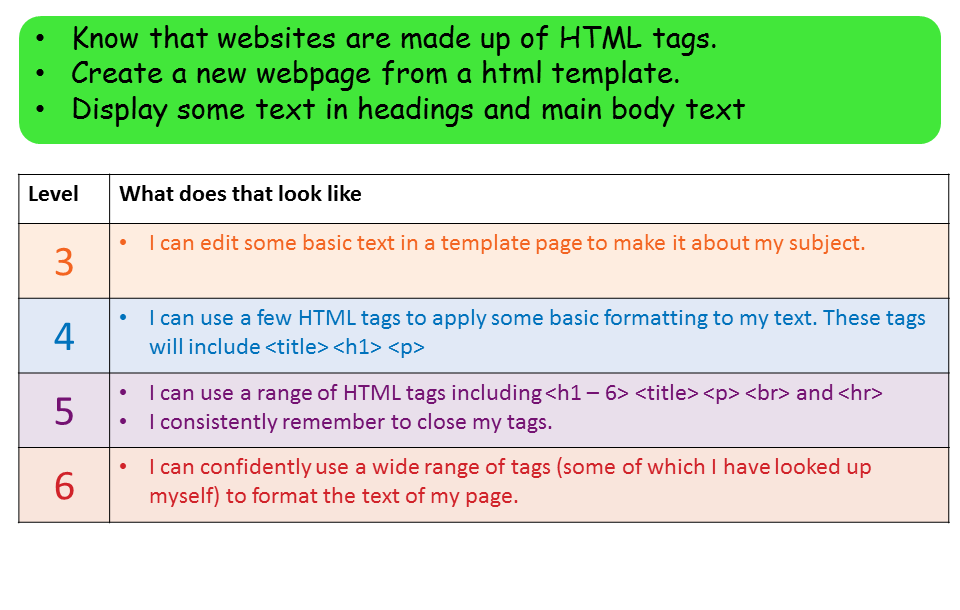 • Know that websites are made up of HTML tags.
• Create a new webpage from a html template.
• Display some text in headings and main body text
Level What does that look like
3 • I can edit some basic text in a template page to make it about my subject.
4 • I can use a few HTML tags to apply some basic formatting to my text. These tags
will include <title> <h1> <p>
5 • I can use a range of HTML tags including <h1 – 6> <title> <p> <br> and <hr>
• I consistently remember to close my tags.
6 • I can confidently use a wide range of tags (some of which I have looked up
myself) to format the text of my page.